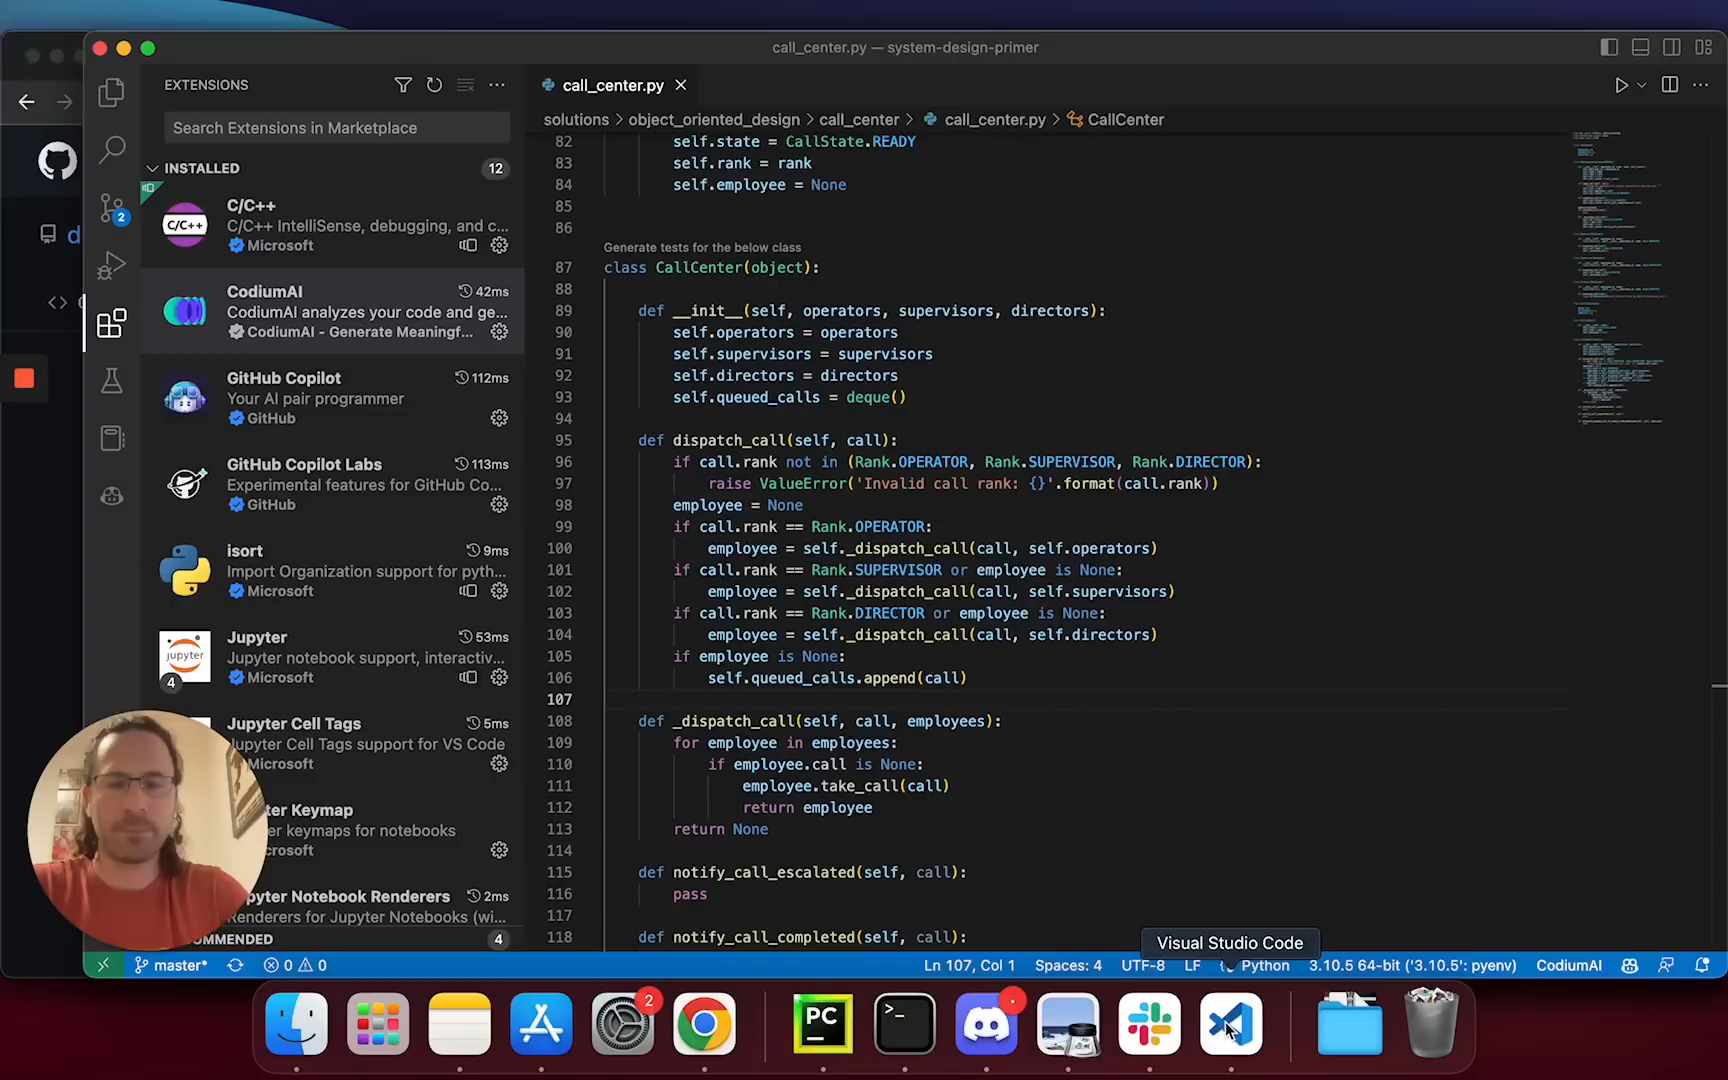 call_center.py — system-design-primer
EXTENSIONS
call_center.py
Search Extensions in Marketplace
solutions > object_oriented_design > call_center > call_center.py > CallCenter
INSTALLED
12
C/C++
C/C++ IntelliSense, debugging, and c...
Microsoft
C/C++
CodiumAI
42ms
CodiumAI analyzes your code and ge...
CodiumAI - Generate Meaningf...
GitHub Copilot
112ms
Your AI pair programmer
GitHub
GitHub Copilot Labs
113ms
Experimental features for GitHub Co...
GitHub
isort
9ms
Import Organization support for pyth...
Microsoft
Jupyter
53ms
Jupyter notebook support, interactiv...
Microsoft
jupyter
4
Jupyter Cell Tags
5ms
Jupyter Cell Tags support for VS Code
Microsoft
ter Keymap
er keymaps for notebooks
crosoft
pyter Notebook Renderers
2ms
Renderers for Jupyter Notebooks (wi...
OMMENDED
4
2
d
82 self.state = CallState.READY
83 self.rank = rank
84 self.employee = None
85
86
Generate tests for the below class
87 class CallCenter(object):
88
89 def __init__(self, operators, supervisors, directors):
90 self.operators = operators
91 self.supervisors = supervisors
92 self.directors = directors
93 self.queued_calls = deque()
94
95 def dispatch_call(self, call):
96 if call.rank not in (Rank.OPERATOR, Rank.SUPERVISOR, Rank.DIRECTOR):
97 raise ValueError('Invalid call rank: {}'.format(call.rank))
98 employee = None
99 if call.rank == Rank.OPERATOR:
100 employee = self._dispatch_call(call, self.operators)
101 if call.rank == Rank.SUPERVISOR or employee is None:
102 employee = self._dispatch_call(call, self.supervisors)
103 if call.rank == Rank.DIRECTOR or employee is None:
104 employee = self._dispatch_call(call, self.directors)
105 if employee is None:
106 self.queued_calls.append(call)
107
108 def _dispatch_call(self, call, employees):
109 for employee in employees:
110 if employee.call is None:
111 employee.take_call(call)
112 return employee
113 return None
114
115 def notify_call_escalated(self, call):
116 pass
117
118 def notify_call_completed(self, call):
Visual Studio Code
master*
0
0
Ln 107, Col 1
Spaces: 4
UTF-8
LF
Python
3.10.5 64-bit ('3.10.5': pyenv)
CodiumAI
2
PC
>_